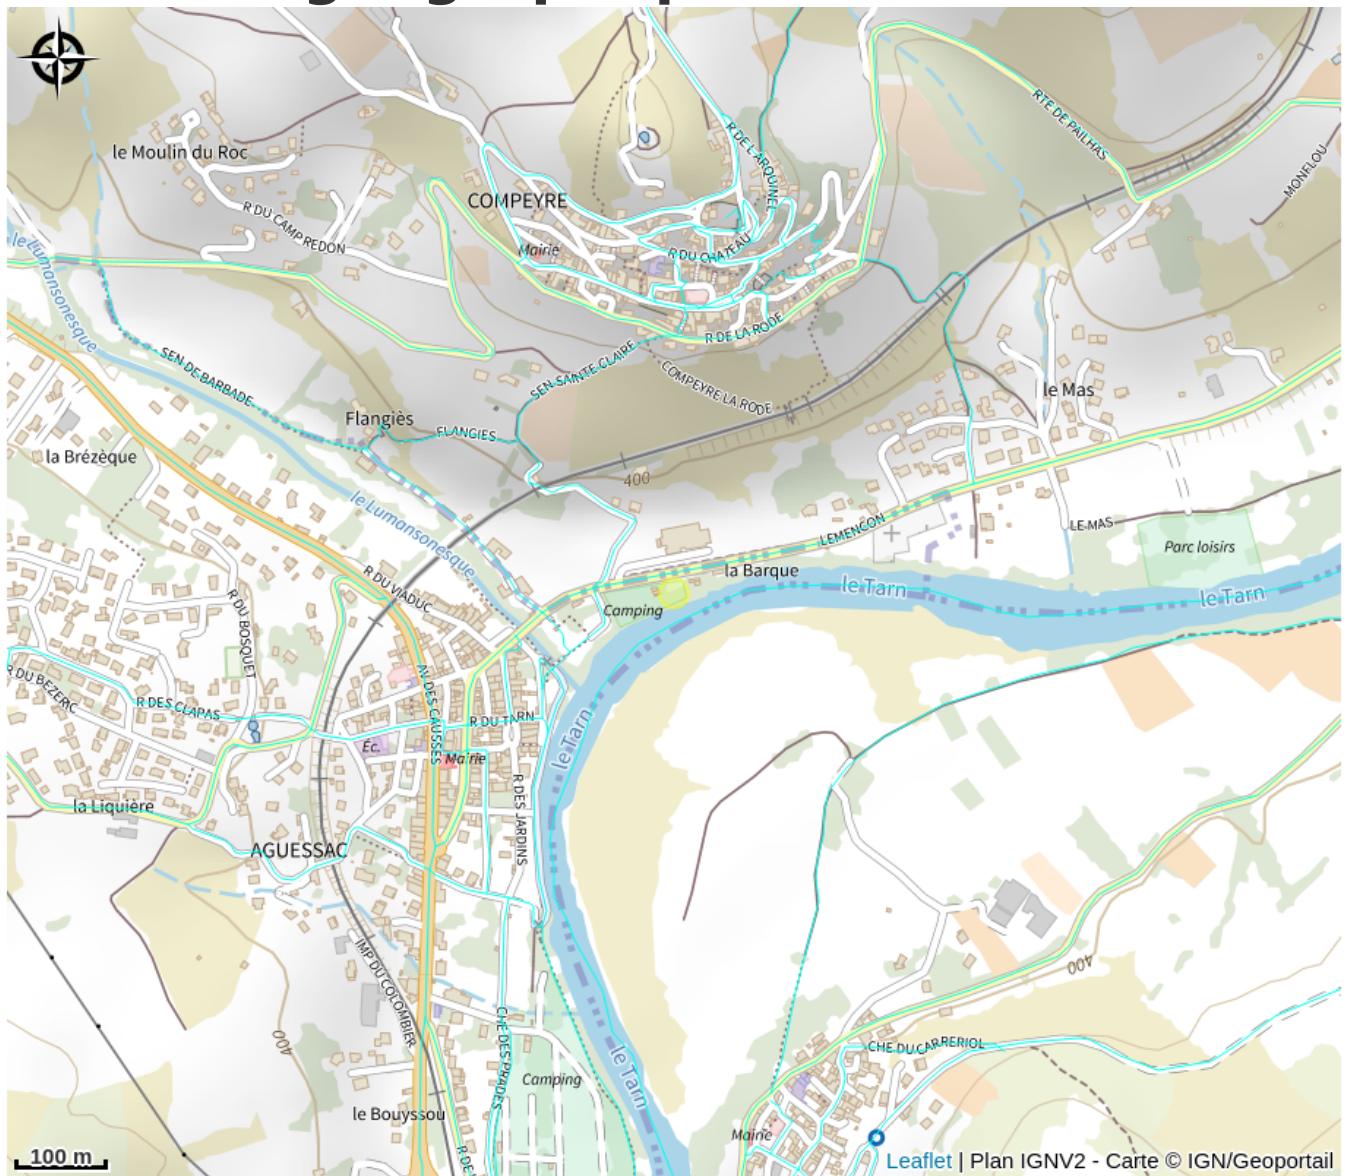 le Moulin du Roc
R DE L'ARQUINEL
RTE DE PAILHAS
MONFLOU
COMPEYRE
R DU CAMPREDON
Mairie
R DU CHATEAU
le Lumansonesque
R DE LA RODE
SEN DE BARBADE
SEN SAINTE CLAIRE
COMPEYRE LA RODE
le Mas
Flangiès
FLANGIES
la Brézèque
400
le Lumansonesque
LEMENCON
LE MAS
Parc loisirs
la Barque
R DU VIADUC
le Tarn
le Tarn
Camping
R DU BOSQUET
R DU BEZERC
R DES CLAPAS
AV DES CAUSSES
R DU TARN
le Tarn
Éc.
Mairie
la Liquière
R DES JARDINS
AGUESSAC
IMP DU COLOMBIER
400
400
CHE DES PRADES
CHE DU CARRERIOL
le Tarn
Camping
le Bouyssou
Mairie
R DE
100 m
Leaflet | Plan IGNV2 - Carte © IGN/Geoportail